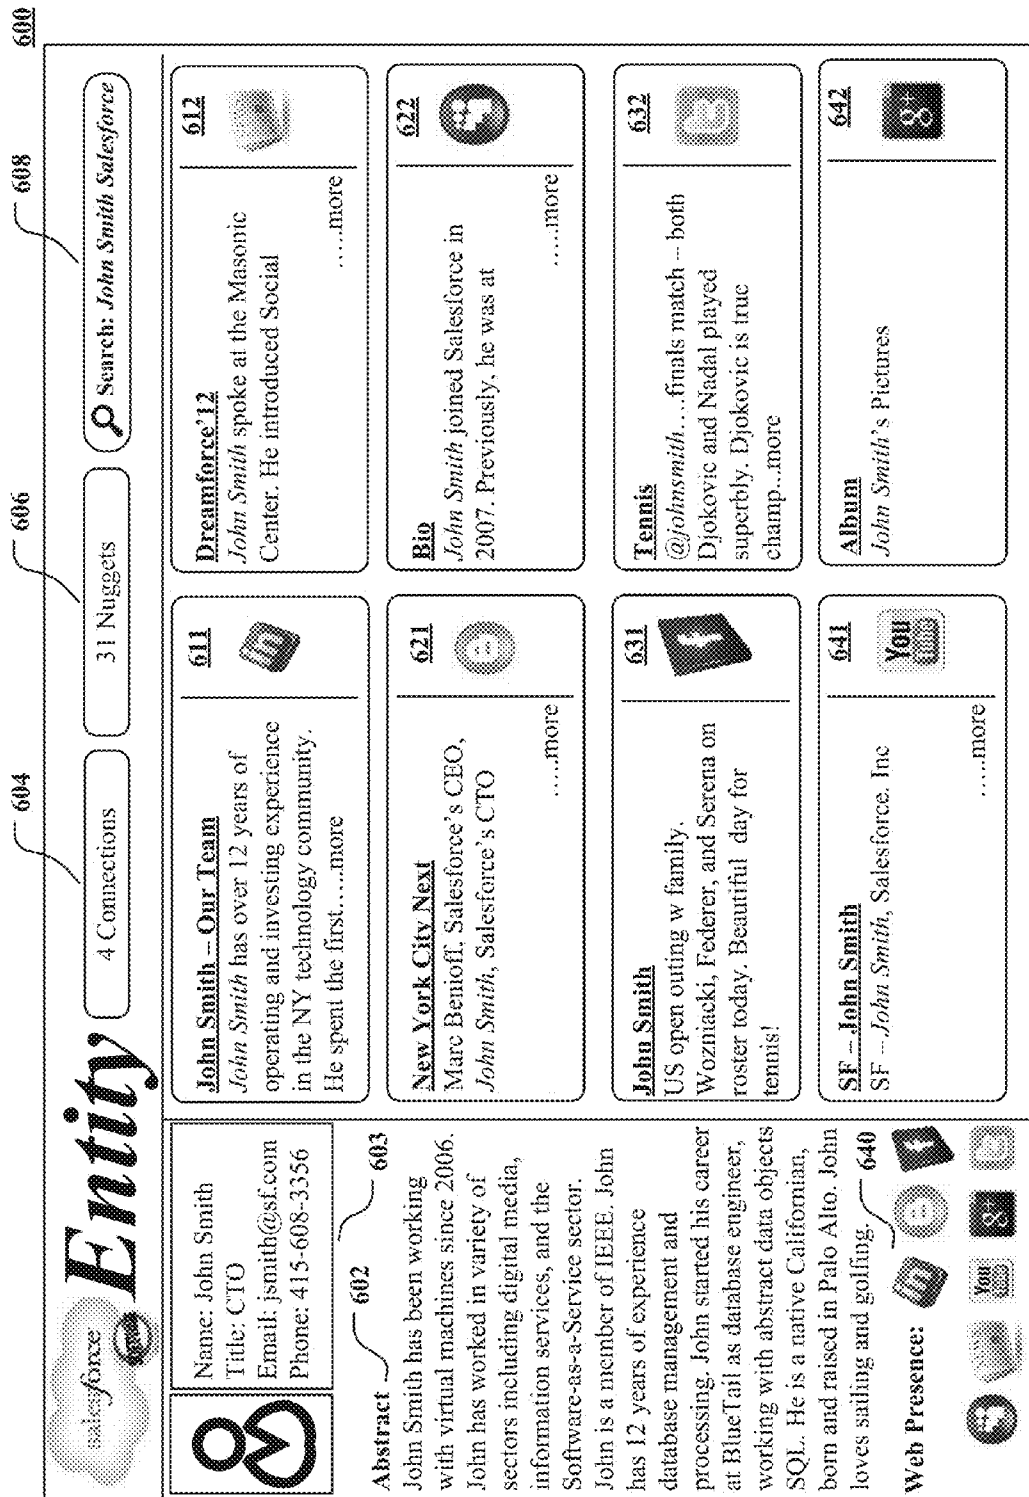 600
604
606
608
salesforce
Entity
4 Connections
31 Nuggets
Search: John Smith Salesforce
Name: John Smith
Title: CTO
Email: jsmith@sf.com
Phone: 415-608-3356
602
603
Abstract
John Smith has been working
with virtual machines since 2006.
John has worked in variety of
sectors including digital media,
information services, and the
Software-as-a-Service sector.
John is a member of IEEE. John
has 12 years of experience
database management and
processing. John started his career
at BlueTail as database engineer,
working with abstract data objects
SQL. He is a native Californian,
born and raised in Palo Alto. John
loves sailing and golfing.
640
Web Presence:
in
f
You
Tube
8+
John Smith – Our Team
John Smith has over 12 years of
operating and investing experience
in the NY technology community.
He spent the first.…more
611
in
Dreamforce'12
John Smith spoke at the Masonic
Center. He introduced Social
…..more
612
New York City Next
Marc Benioff, Salesforce's CEO,
John Smith, Salesforce's CTO
…..more
621
Bio
John Smith joined Salesforce in
2007. Previously, he was at
…..more
622
John Smith
US open outing w family.
Wozniacki, Federer, and Serena on
roster today. Beautiful day for
tennis!
631
f
Tennis
@johnsmith….finals match – both
Djokovic and Nadal played
superbly. Djokovic is true
champ...more
632
SF – John Smith
SF -- John Smith, Salesforce. Inc
…..more
641
You
Tube
Album
John Smith's Pictures
642
8+